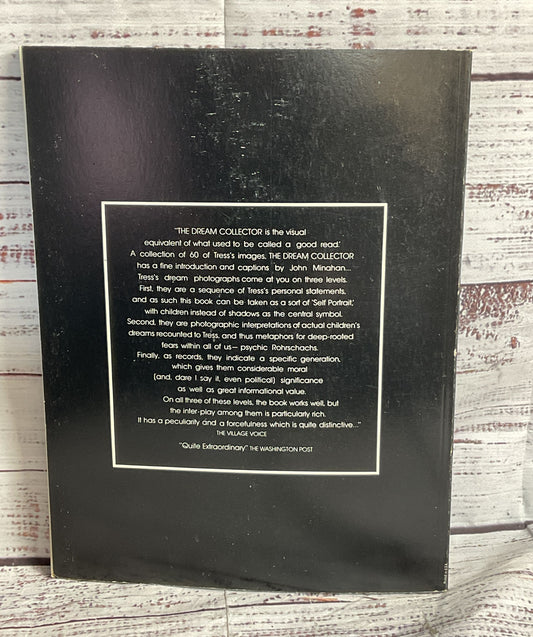 "THE DREAM COLLECTOR is the visual
equivalent of what used to be called a 'good read.'
A collection of 60 of Tress's images, THE DREAM COLLECTOR
has a fine introduction and captions by John Minahan...
Tress's dream photographs come at you on three levels.
First, they are a sequence of Tress's personal statements,
and as such this book can be taken as a sort of 'Self Portrait,'
with children instead of shadows as the central symbol.
Second, they are photographic interpretations of actual children's
dreams recounted to Tress, and thus metaphors for deep-rooted
fears within all of us— psychic Rohrschachs.
Finally, as records, they indicate a specific generation,
which gives them considerable moral
(and, dare I say it, even political) significance
as well as great informational value.
On all three of these levels, the book works well, but
the inter-play among them is particularly rich.
It has a peculiarity and a forcefulness which is quite distinctive..."
THE VILLAGE VOICE
"Quite Extraordinary" THE WASHINGTON POST